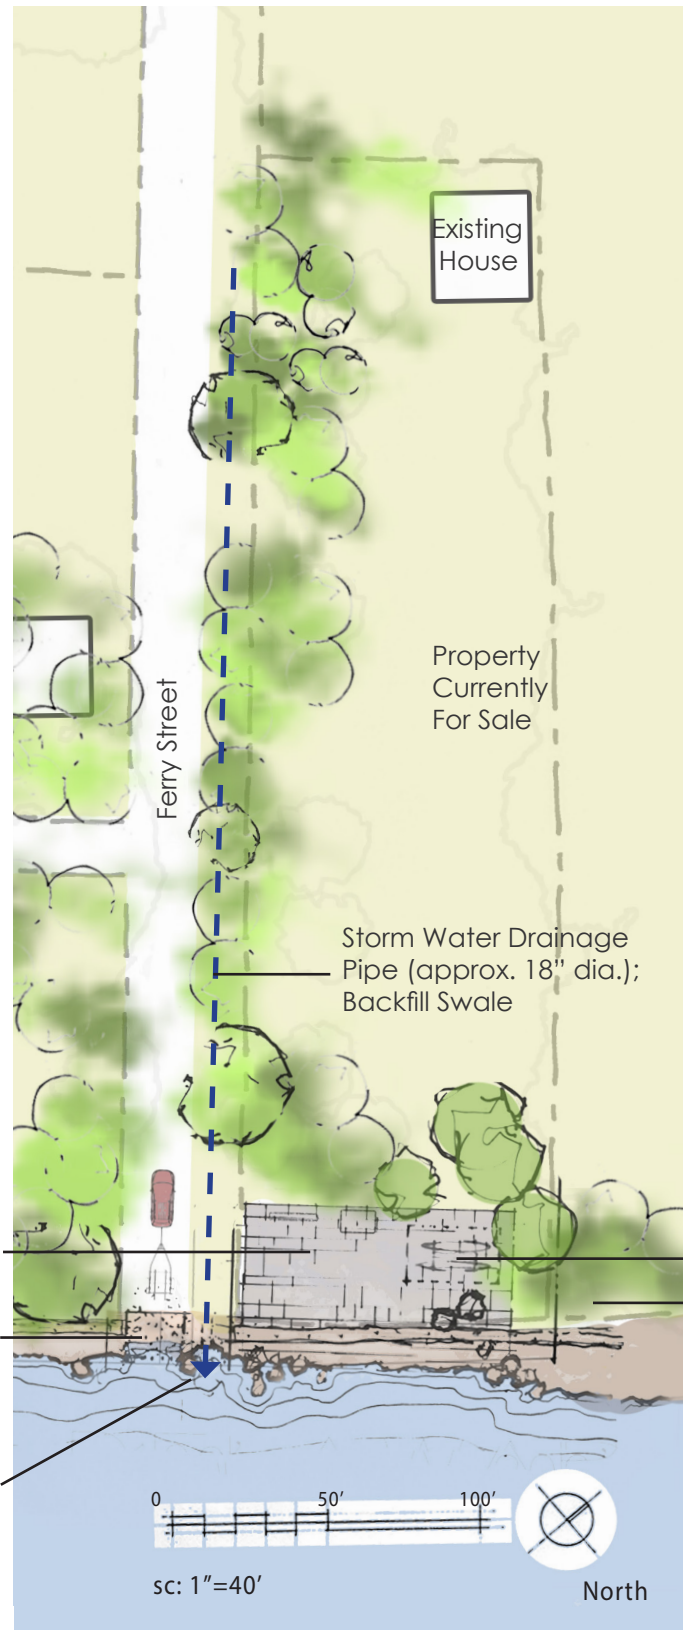 Existing
House
Property
Currently
For Sale
Ferry Street
Storm Water Drainage
Pipe (approx. 18” dia.);
Backfill Swale
0
50’
100’
sc: 1”=40’
North